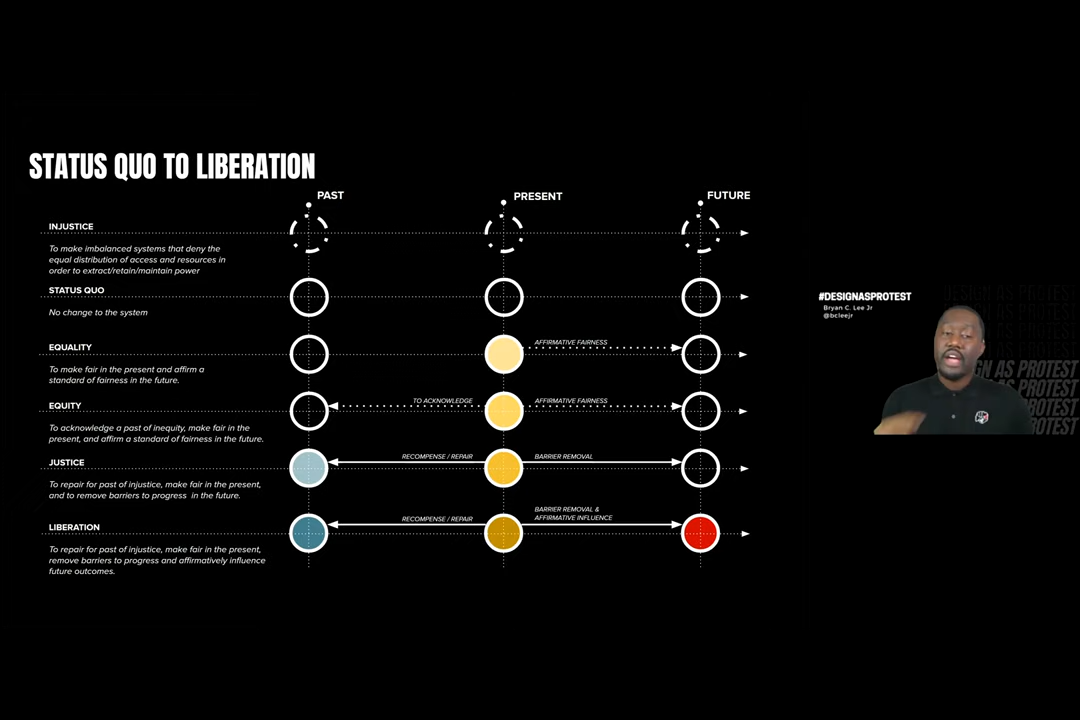 STATUS QUO TO LIBERATION
PAST
PRESENT
FUTURE
INJUSTICE
To make imbalanced systems that deny the
equal distribution of access and resources in
order to extract/retain/maintain power
STATUS QUO
No change to the system
EQUALITY
AFFIRMATIVE FAIRNESS
To make fair in the present and affirm a
standard of fairness in the future.
EQUITY
TO ACKNOWLEDGE
AFFIRMATIVE FAIRNESS
To acknowledge a past of inequity, make fair in the
present, and affirm a standard of fairness in the future.
JUSTICE
RECOMPENSE / REPAIR
BARRIER REMOVAL
To repair for past of injustice, make fair in the present,
and to remove barriers to progress in the future.
LIBERATION
RECOMPENSE / REPAIR
BARRIER REMOVAL &
AFFIRMATIVE INFLUENCE
To repair for past of injustice, make fair in the present,
remove barriers to progress and affirmatively influence
future outcomes.
#DESIGNASPROTEST
Bryan C. Lee Jr
@bcleejr
DESIGN AS PROTEST
GN AS PROTEST
AS PROTEST
ROTEST
ROTEST